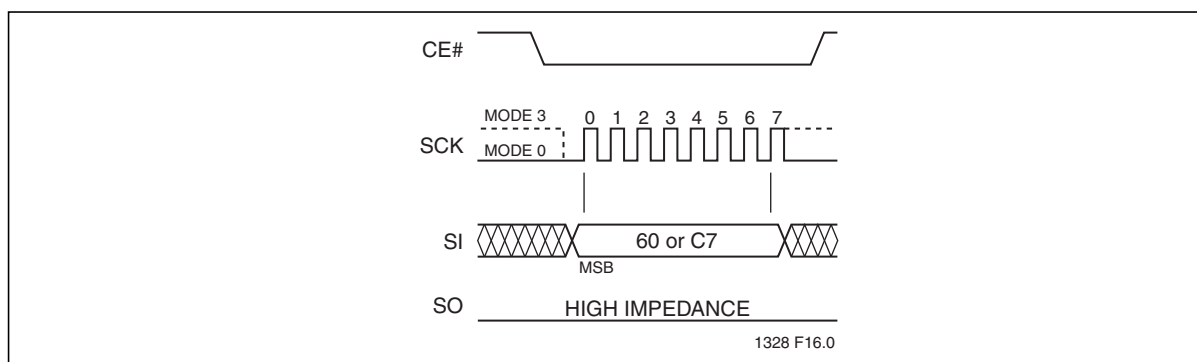 CE#
MODE 3
0 1 2 3 4 5 6 7
SCK
MODE 0
SI
60 or C7
MSB
SO
HIGH IMPEDANCE
1328 F16.0